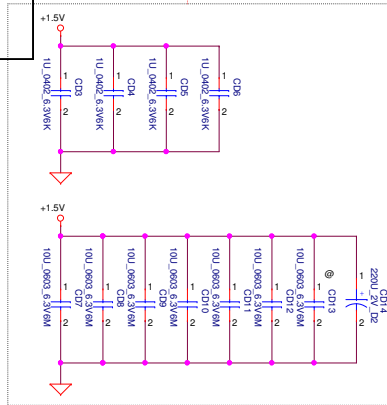 +1.5V
1
2
CD3
1U_0402_6.3V6K
1
2
CD4
1U_0402_6.3V6K
1
2
CD5
1U_0402_6.3V6K
1
2
CD6
1U_0402_6.3V6K
+1.5V
1
2
CD7
10U_0603_6.3V6M
1
2
CD8
10U_0603_6.3V6M
1
2
CD9
10U_0603_6.3V6M
1
2
CD10
10U_0603_6.3V6M
1
2
CD11
10U_0603_6.3V6M
1
2
CD12
10U_0603_6.3V6M
@
1
2
CD13
10U_0603_6.3V6M
1
+
2
CD14
220U_2V_D2